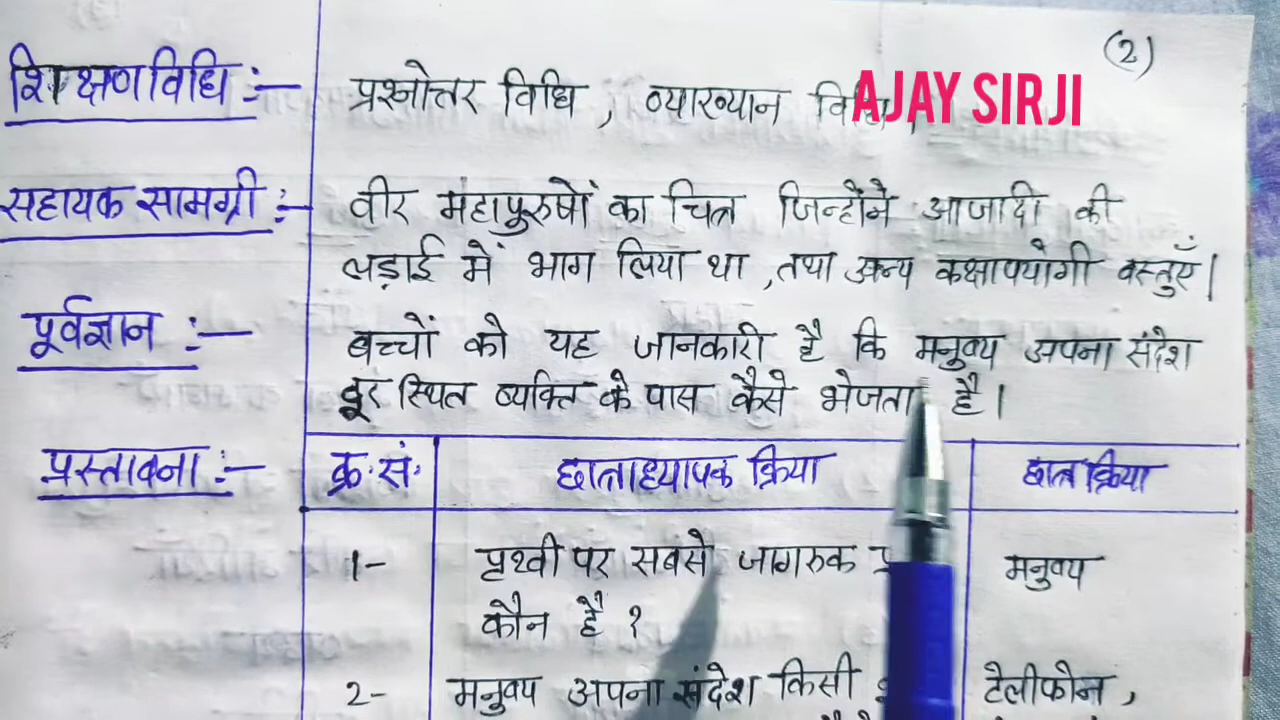 (2)
शिक्षण विधि :— प्रश्नोत्तर विधि, व्याख्यान विधि
AJAY SIRJI
सहायक सामग्री :— वीर महापुरुषों का चित्र जिन्होंने आजादी की
लड़ाई में भाग लिया था, तथा अन्य कक्षापयोगी वस्तुएँ।
पूर्वज्ञान :— बच्चों को यह जानकारी है कि मनुष्य अपना संदेश
दूर स्थित व्यक्ति के पास कैसे भेजता है।
प्रस्तावना :— क्र.सं. छात्राध्यापक क्रिया छात्र क्रिया
1- पृथ्वी पर सबसे जागरुक मनुष्य
कौन है ?
2- मनुष्य अपना संदेश किसी टेलीफोन,